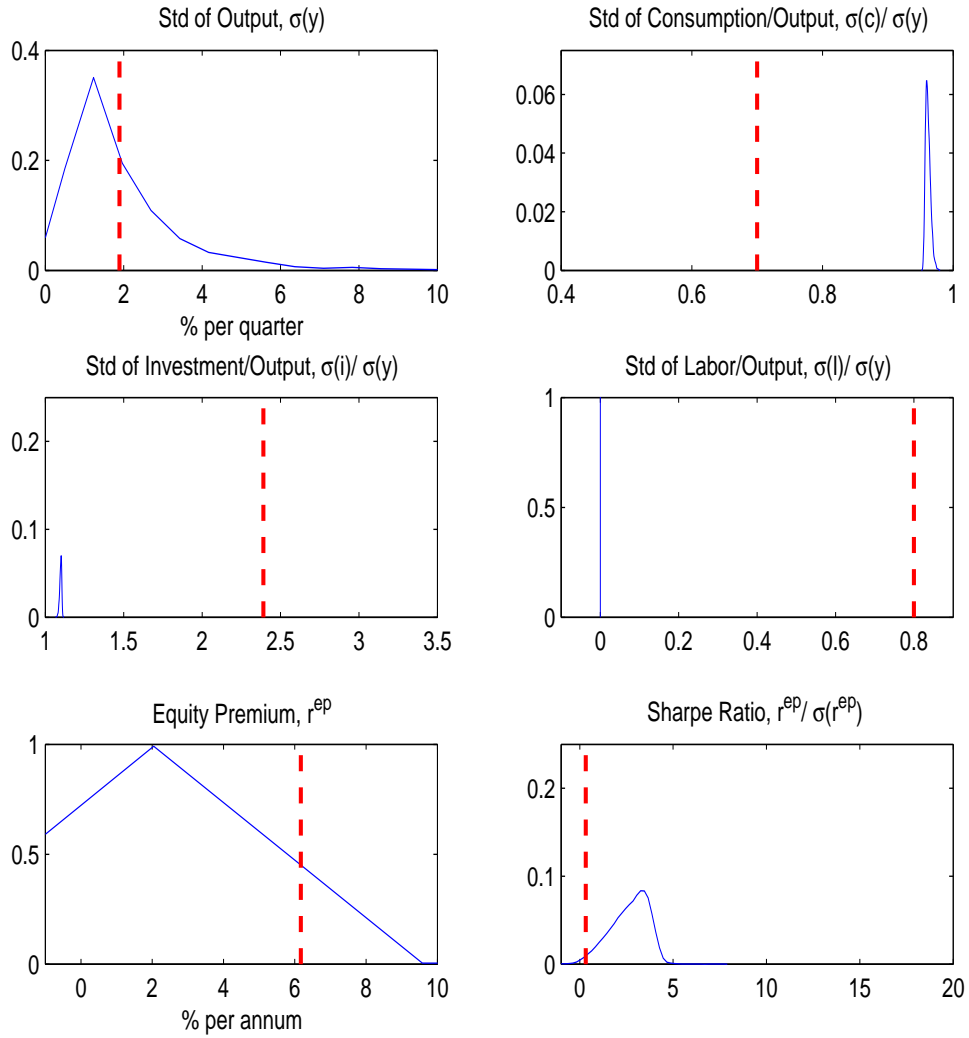 Std of Output, σ(y)
0.4
0.2
0
0 2 4 6 8 10
% per quarter
Std of Consumption/Output, σ(c)/ σ(y)
0.06
0.04
0.02
0
0.4 0.6 0.8 1
Std of Investment/Output, σ(i)/ σ(y)
0.2
0.1
0
1 1.5 2 2.5 3 3.5
Std of Labor/Output, σ(l)/ σ(y)
1
0.5
0
0 0.2 0.4 0.6 0.8
Equity Premium, r^ep
1
0.5
0
0 2 4 6 8 10
% per annum
Sharpe Ratio, r^ep/ σ(r^ep)
0.2
0.1
0
0 5 10 15 20